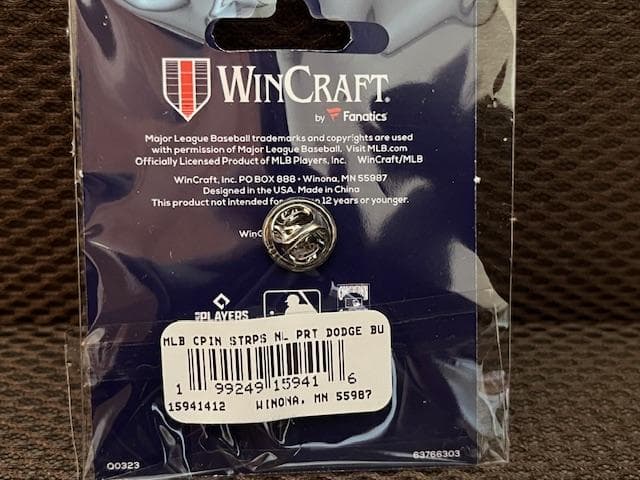 WINCRAFT®
by Fanatics
Major League Baseball trademarks and copyrights are used
with permission of Major League Baseball. Visit MLB.com
Officially Licensed Product of MLB Players, Inc. WinCraft/MLB
WinCraft, Inc. PO BOX 888 • Winona, MN 55987
Designed in the USA. Made in China
This product not intended 12 years or younger.
PLAYERS
MLB CPIN STRPS NL PRT DODGE BU
1 99249 15941 6
15941412 WINONA, MN 55987
Q0323 63766303